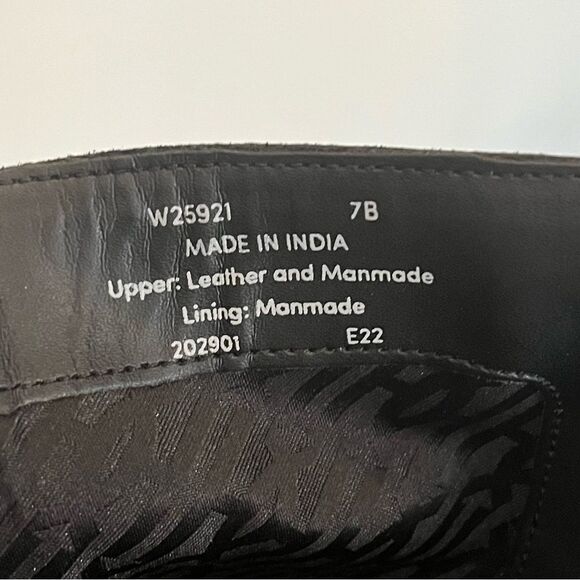 W25921 7B
MADE IN INDIA
Upper: Leather and Manmade
Lining: Manmade
202901 E22